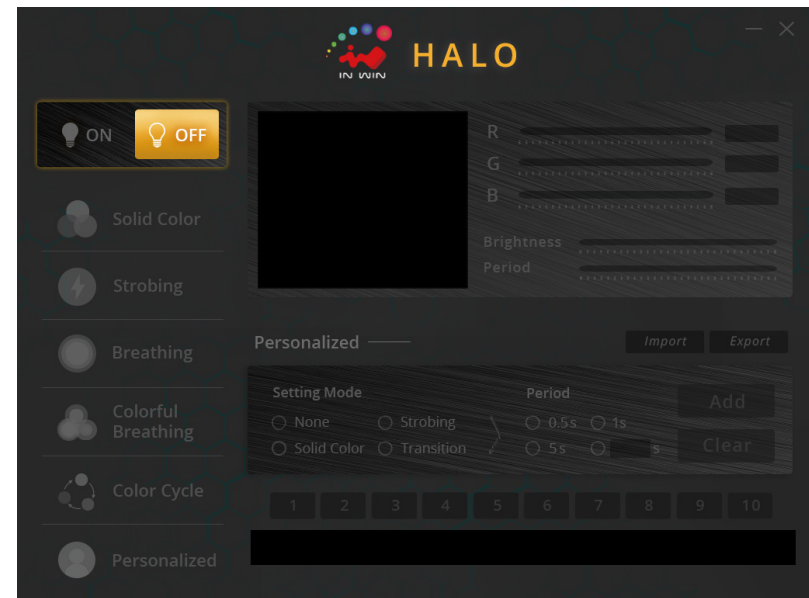 IN WIN
HALO
ON
OFF
Solid Color
Strobing
Breathing
Colorful
Breathing
Color Cycle
Personalized
R
G
B
Brightness
Period
Personalized
Import
Export
Setting Mode
None
Strobing
Solid Color
Transition
Period
0.5s
1s
5s
s
Add
Clear
1 2 3 4 5 6 7 8 9 10